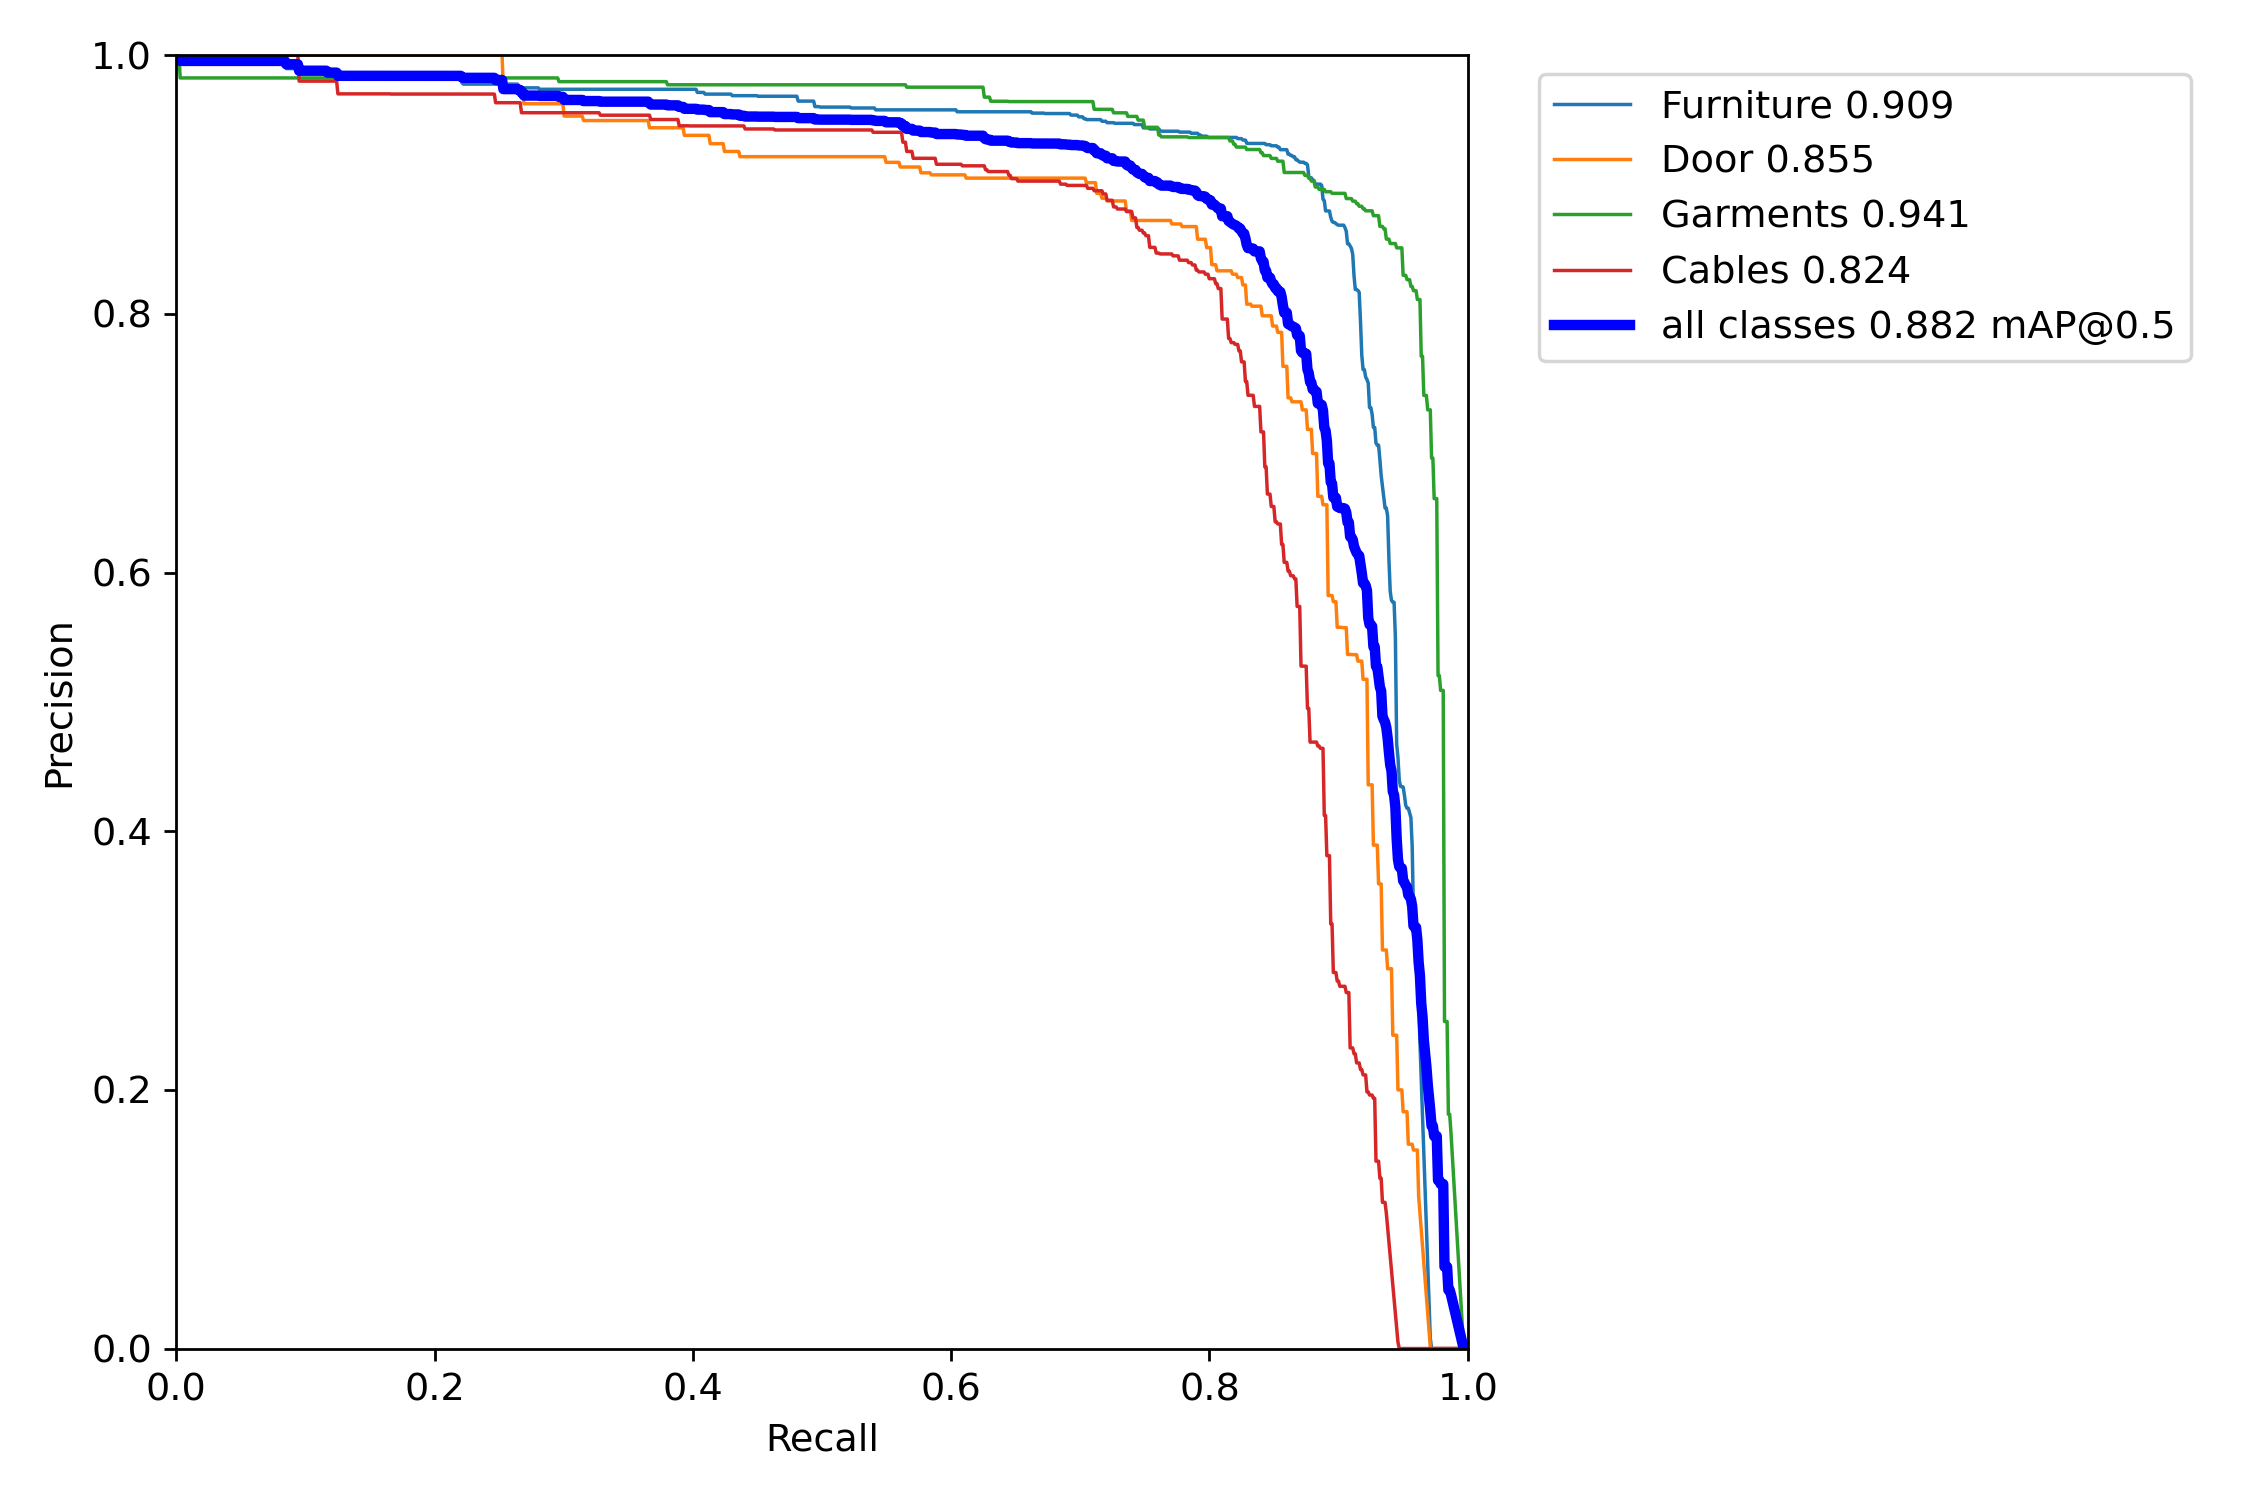 1.0
0.8
0.6
0.4
0.2
0.0
Precision
0.0 0.2 0.4 0.6 0.8 1.0
Recall
Furniture 0.909
Door 0.855
Garments 0.941
Cables 0.824
all classes 0.882 mAP@0.5